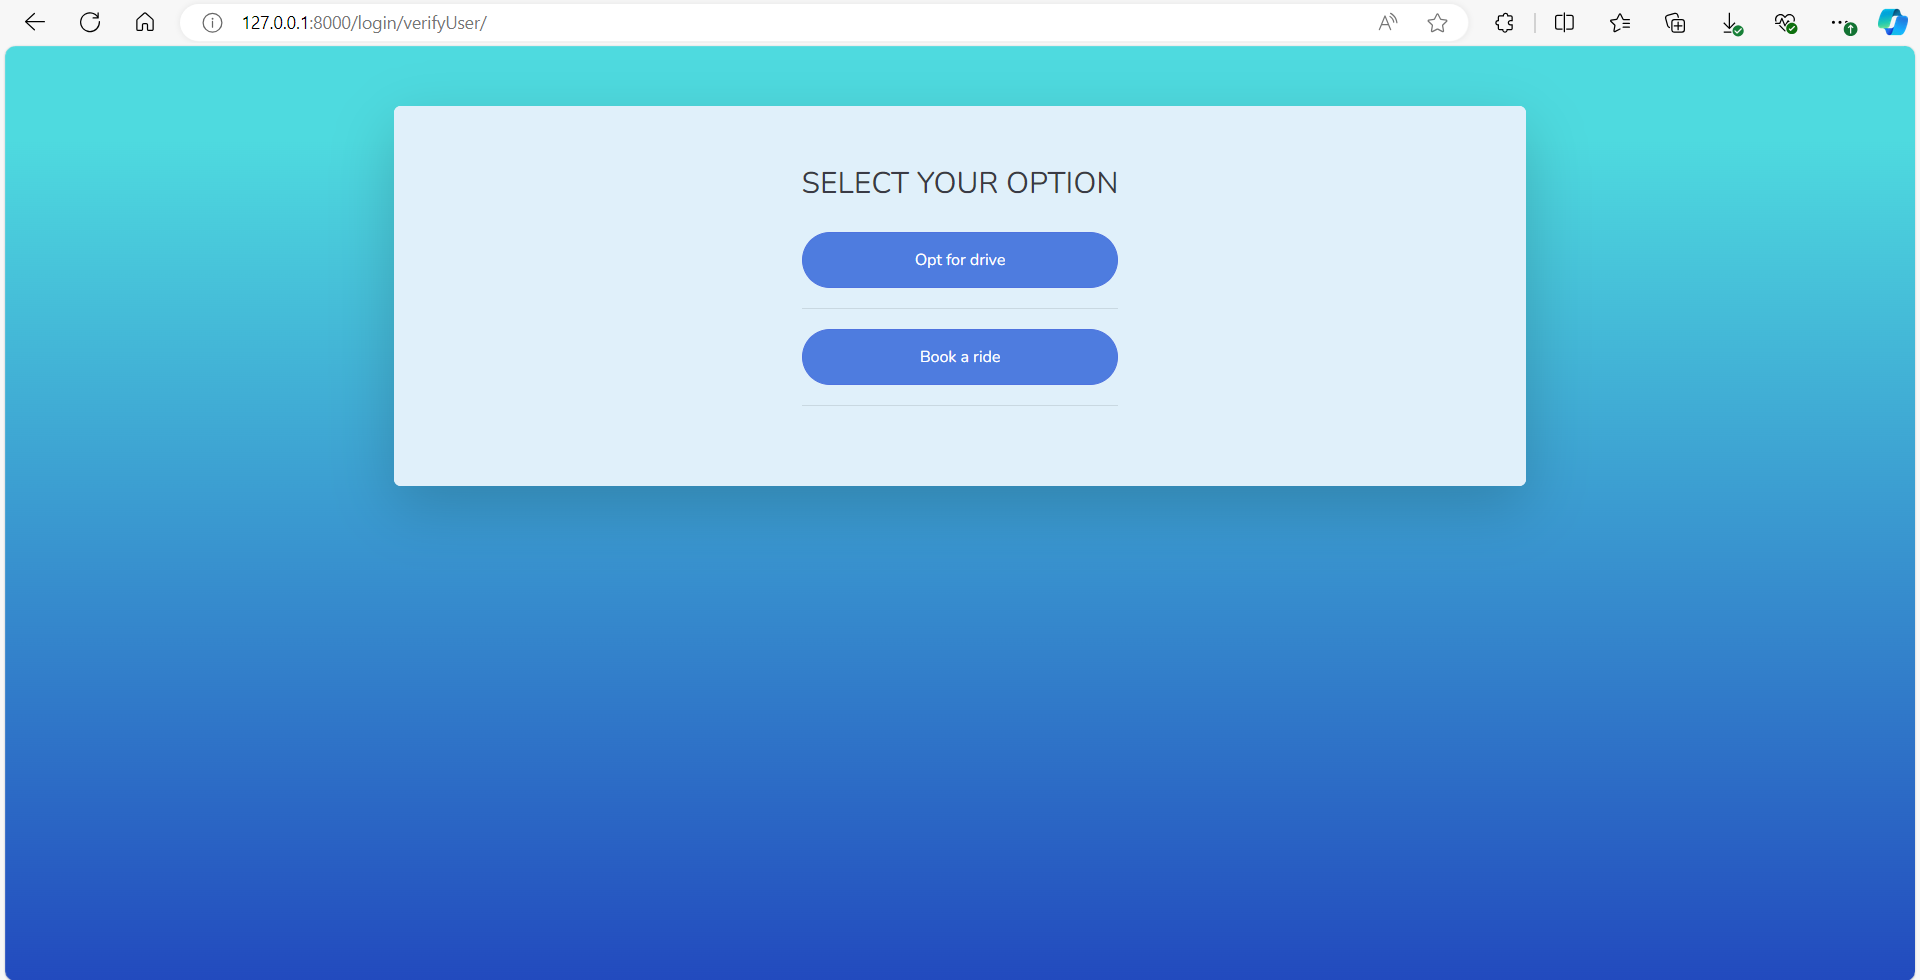 127.0.0.1:8000/login/verifyUser/
SELECT YOUR OPTION
Opt for drive
Book a ride